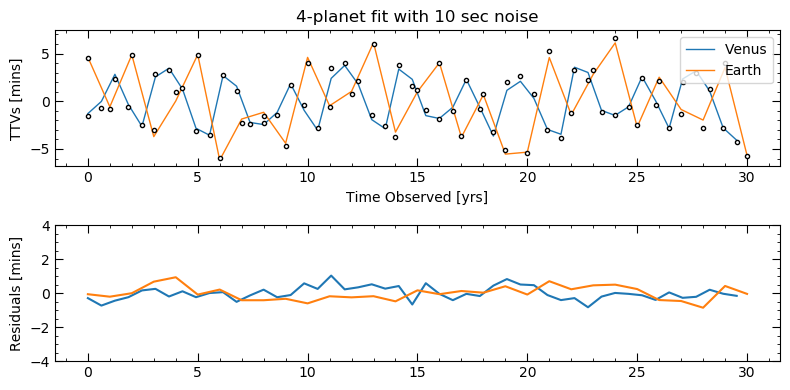 4-planet fit with 10 sec noise
TTVs [mins]
5
0
−5
Venus
Earth
0 5 10 15 20 25 30
Time Observed [yrs]
Residuals [mins]
4
2
0
−2
−4
0 5 10 15 20 25 30